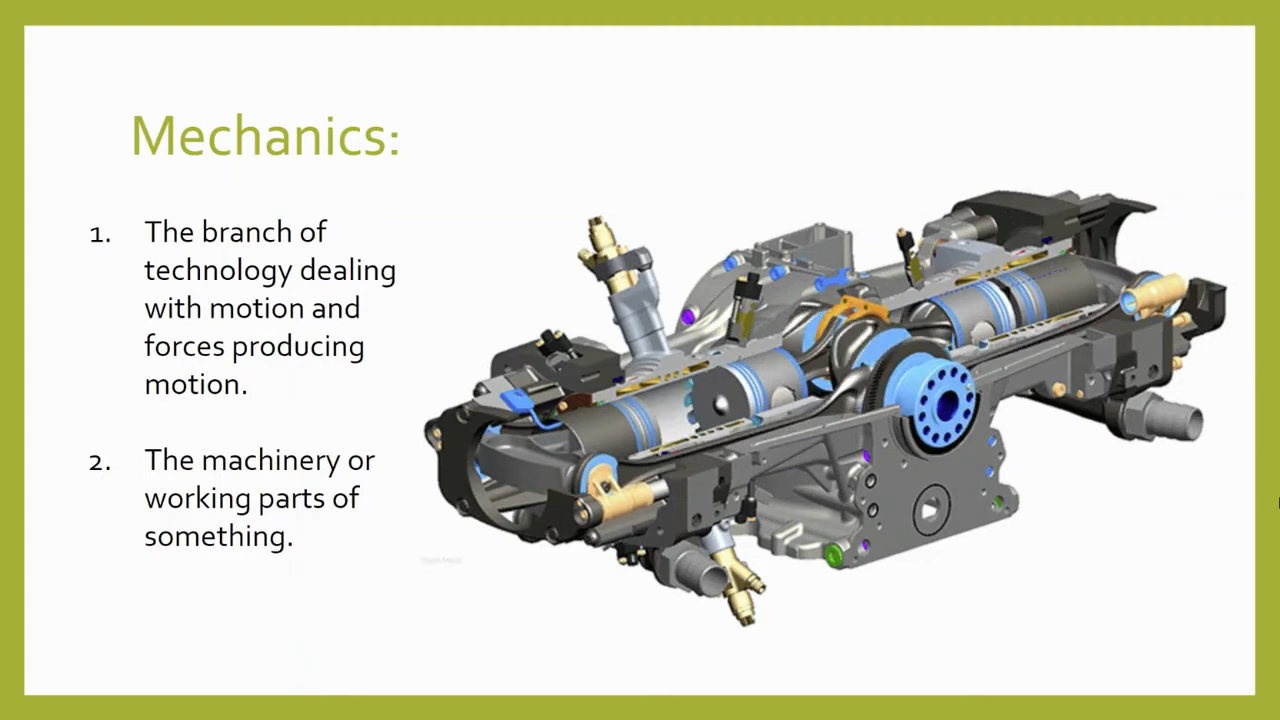 Mechanics:
1. The branch of
technology dealing
with motion and
forces producing
motion.
2. The machinery or
working parts of
something.